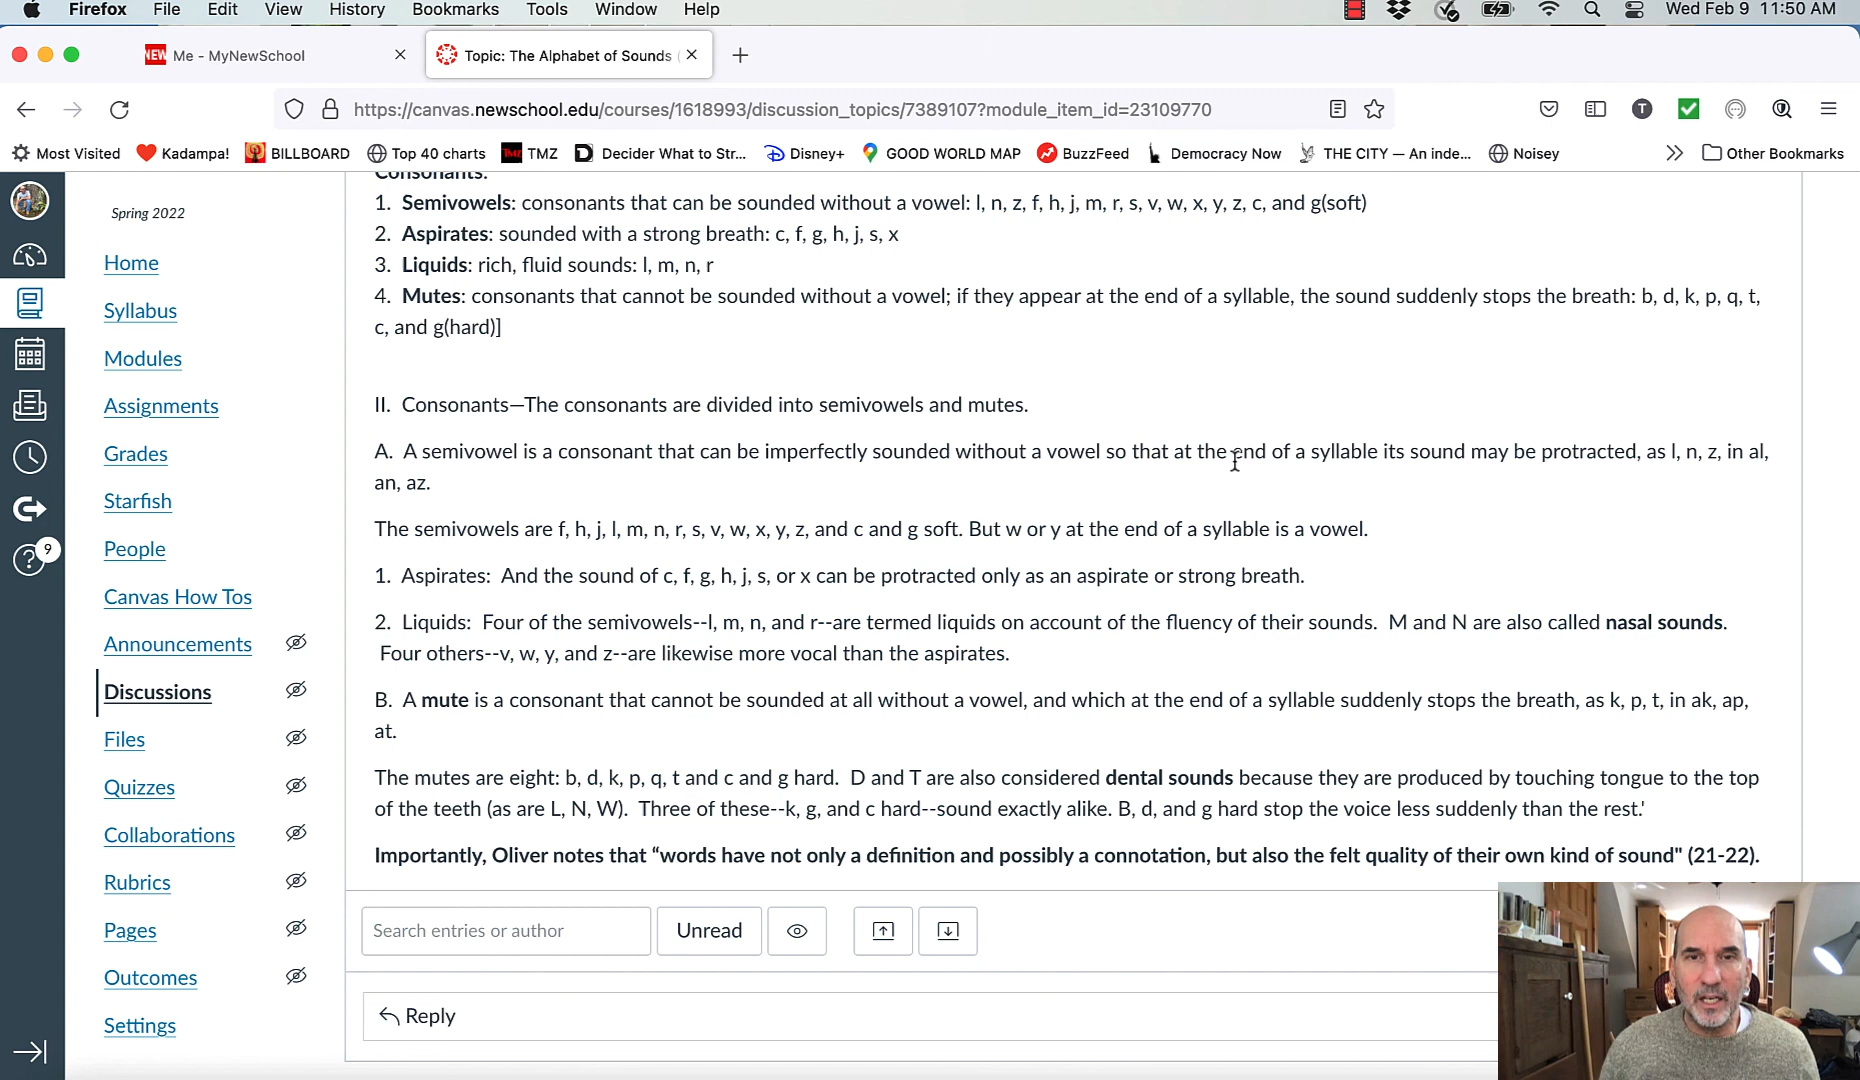 Firefox File Edit View History Bookmarks Tools Window Help Wed Feb 9 11:50 AM
NEW Me - MyNewSchool Topic: The Alphabet of Sounds (
https://canvas.newschool.edu/courses/1618993/discussion_topics/7389107?module_item_id=23109770 T
Most Visited Kadampa! BILLBOARD Top 40 charts TMZ TMZ Decider What to Str... Disney+ GOOD WORLD MAP BuzzFeed Democracy Now THE CITY — An inde... Noisey Other Bookmarks
Spring 2022
Home
Syllabus
Modules
Assignments
Grades
Starfish
9
People
Canvas How Tos
Announcements
Discussions
Files
Quizzes
Collaborations
Rubrics
Pages
Outcomes
Settings
Consonants:
1. Semivowels: consonants that can be sounded without a vowel: l, n, z, f, h, j, m, r, s, v, w, x, y, z, c, and g(soft)
2. Aspirates: sounded with a strong breath: c, f, g, h, j, s, x
3. Liquids: rich, fluid sounds: l, m, n, r
4. Mutes: consonants that cannot be sounded without a vowel; if they appear at the end of a syllable, the sound suddenly stops the breath: b, d, k, p, q, t,
c, and g(hard)]
II. Consonants—The consonants are divided into semivowels and mutes.
A. A semivowel is a consonant that can be imperfectly sounded without a vowel so that at the end of a syllable its sound may be protracted, as l, n, z, in al,
an, az.
The semivowels are f, h, j, l, m, n, r, s, v, w, x, y, z, and c and g soft. But w or y at the end of a syllable is a vowel.
1. Aspirates: And the sound of c, f, g, h, j, s, or x can be protracted only as an aspirate or strong breath.
2. Liquids: Four of the semivowels--l, m, n, and r--are termed liquids on account of the fluency of their sounds. M and N are also called nasal sounds.
Four others--v, w, y, and z--are likewise more vocal than the aspirates.
B. A mute is a consonant that cannot be sounded at all without a vowel, and which at the end of a syllable suddenly stops the breath, as k, p, t, in ak, ap,
at.
The mutes are eight: b, d, k, p, q, t and c and g hard. D and T are also considered dental sounds because they are produced by touching tongue to the top
of the teeth (as are L, N, W). Three of these--k, g, and c hard--sound exactly alike. B, d, and g hard stop the voice less suddenly than the rest.'
Importantly, Oliver notes that “words have not only a definition and possibly a connotation, but also the felt quality of their own kind of sound" (21-22).
Search entries or author Unread
Reply